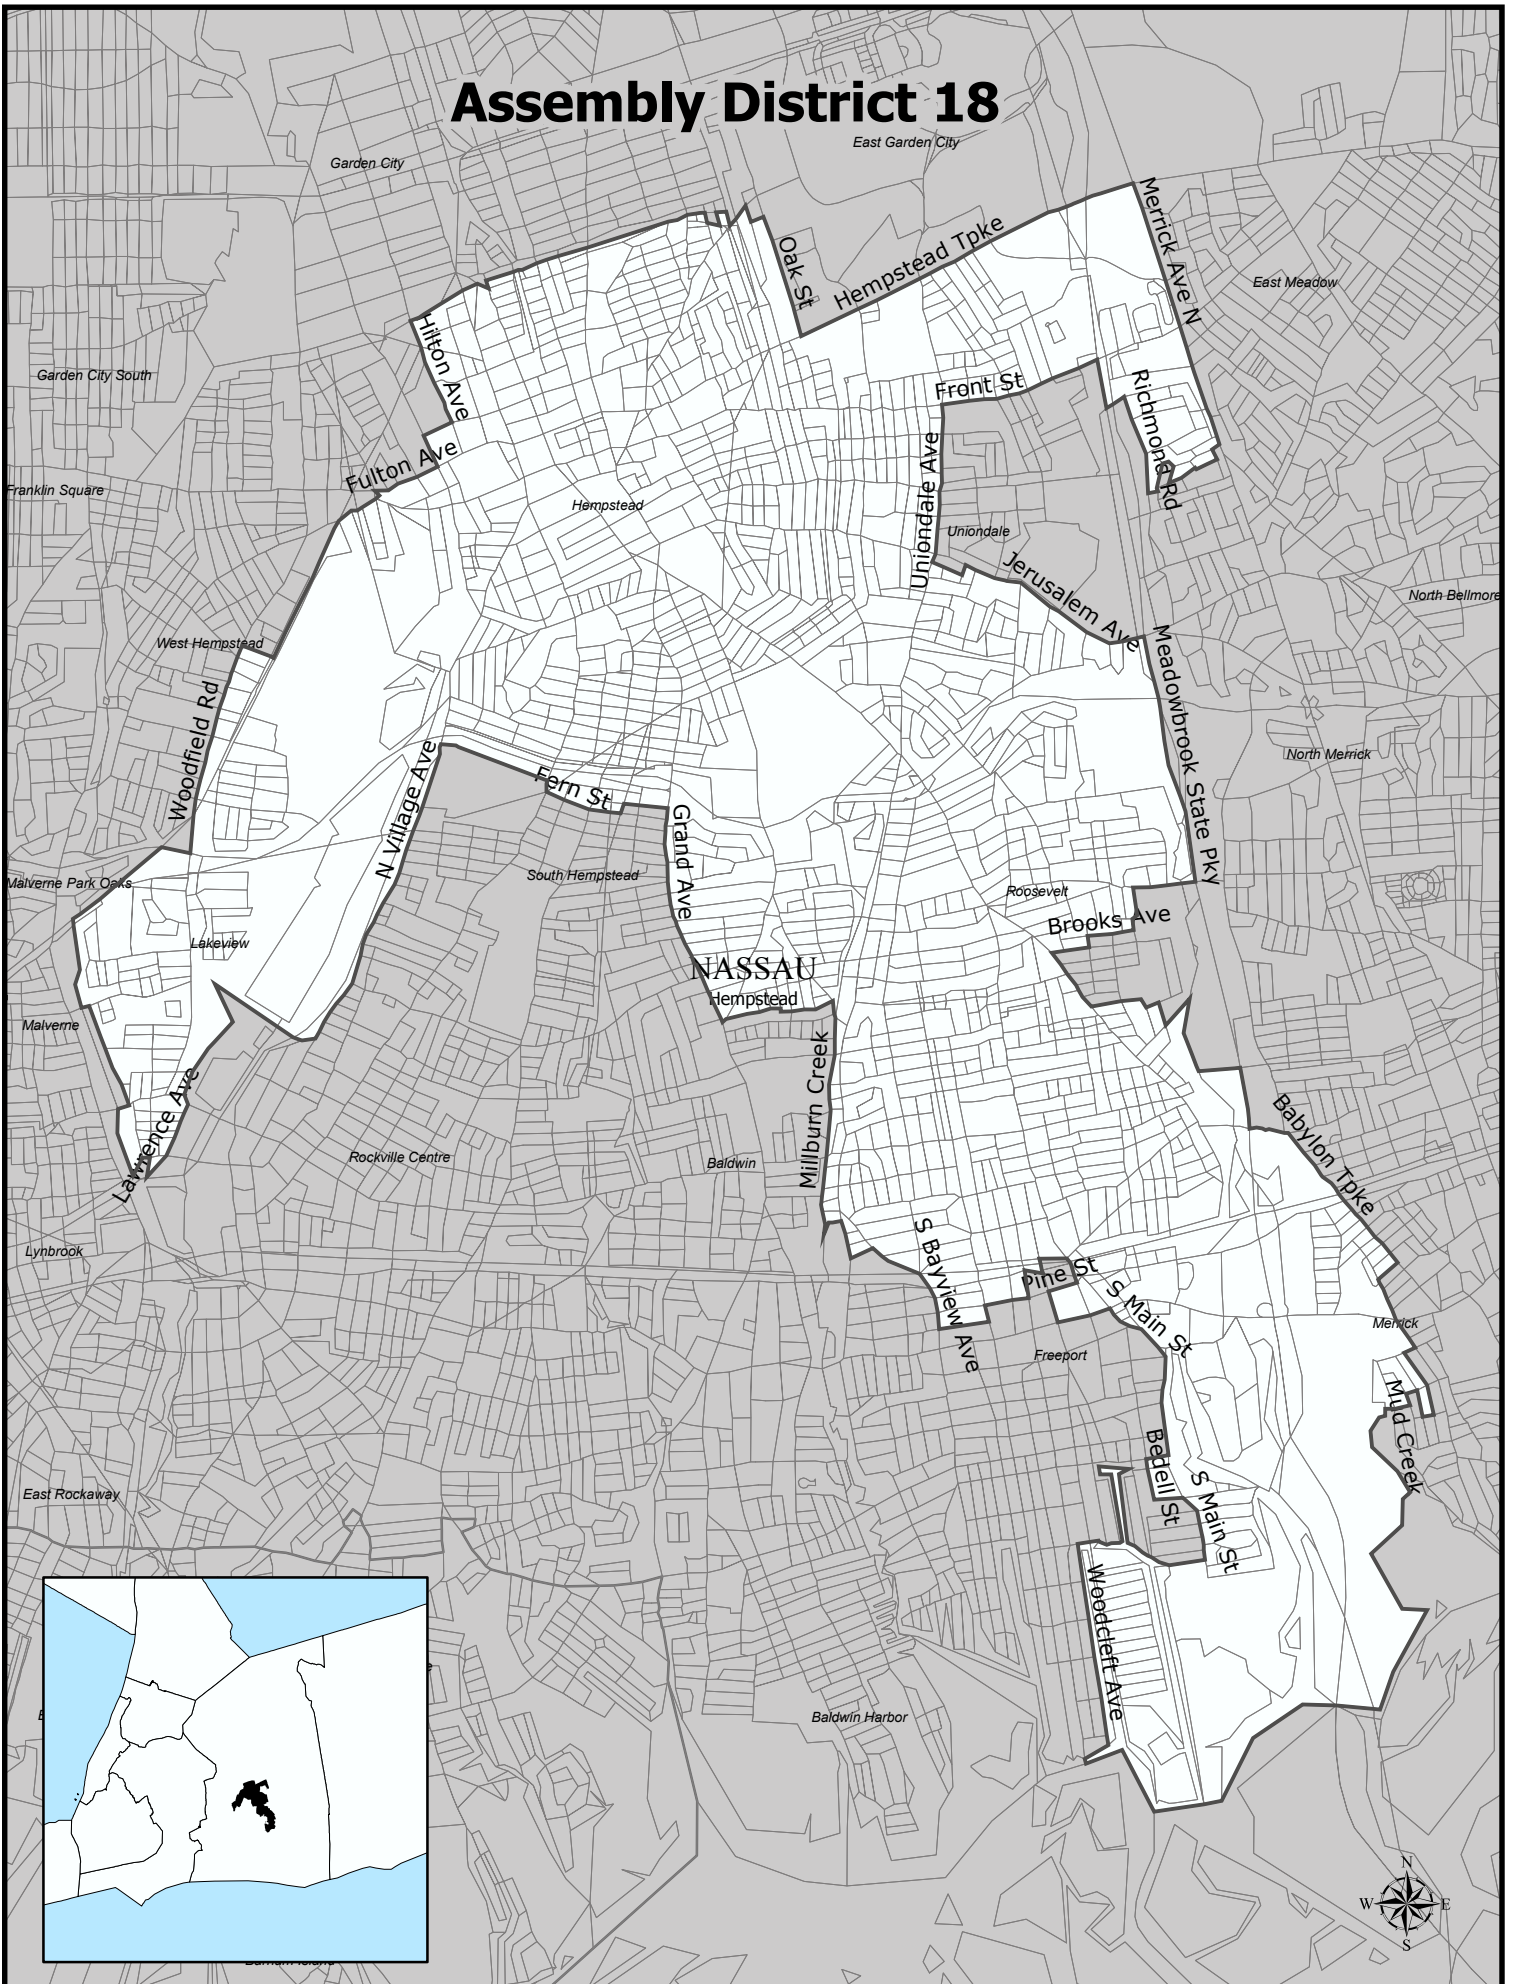 Assembly District 18
East Garden City
Garden City
Merrick Ave N
Oak St
Hempstead Tpke
East Meadow
Hilton Ave
Garden City South
Front St
Richmond Rd
Fulton Ave
Franklin Square
Hempstead
Uniondale Ave
Uniondale
Jerusalem Ave
North Bellmore
West Hempstead
Woodfield Rd
Meadowbrook State Pky
N Village Ave
North Merrick
Fern St
Grand Ave
Malverne Park Oaks
South Hempstead
Roosevelt
Brooks Ave
Lakeview
NASSAU
Hempstead
Malverne
Millburn Creek
Lawrence Ave
Babylon Tpke
Rockville Centre
Baldwin
Lynbrook
S Bayview Ave
Pine St
S Main St
Merrick
Freeport
Mud Creek
Bedell St
S Main St
East Rockaway
Woodcleft Ave
Baldwin Harbor
N
W
E
S